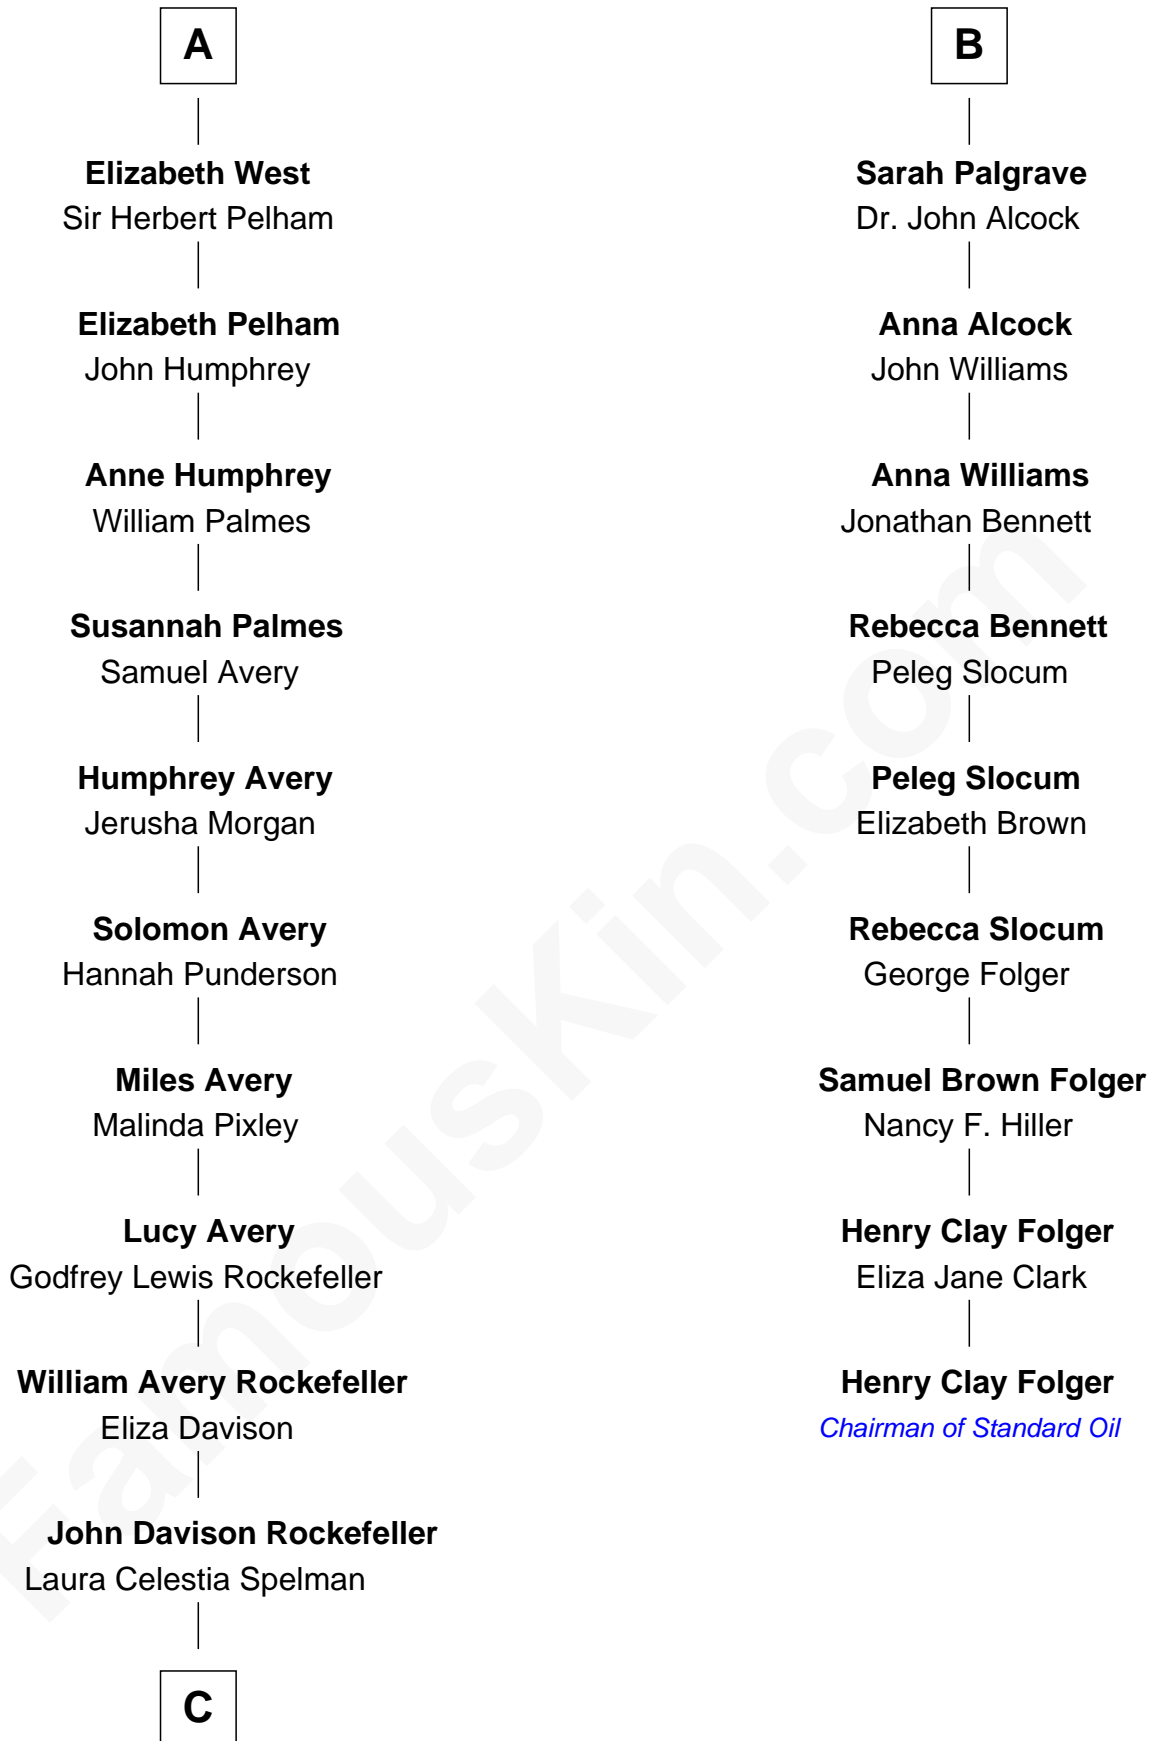 A
Elizabeth West
Sir Herbert Pelham
Elizabeth Pelham
John Humphrey
Anne Humphrey
William Palmes
Susannah Palmes
Samuel Avery
Humphrey Avery
Jerusha Morgan
Solomon Avery
Hannah Punderson
Miles Avery
Malinda Pixley
Lucy Avery
Godfrey Lewis Rockefeller
William Avery Rockefeller
Eliza Davison
John Davison Rockefeller
Laura Celestia Spelman
C
B
Sarah Palgrave
Dr. John Alcock
Anna Alcock
John Williams
Anna Williams
Jonathan Bennett
Rebecca Bennett
Peleg Slocum
Peleg Slocum
Elizabeth Brown
Rebecca Slocum
George Folger
Samuel Brown Folger
Nancy F. Hiller
Henry Clay Folger
Eliza Jane Clark
Henry Clay Folger
Chairman of Standard Oil
FamousKin.com